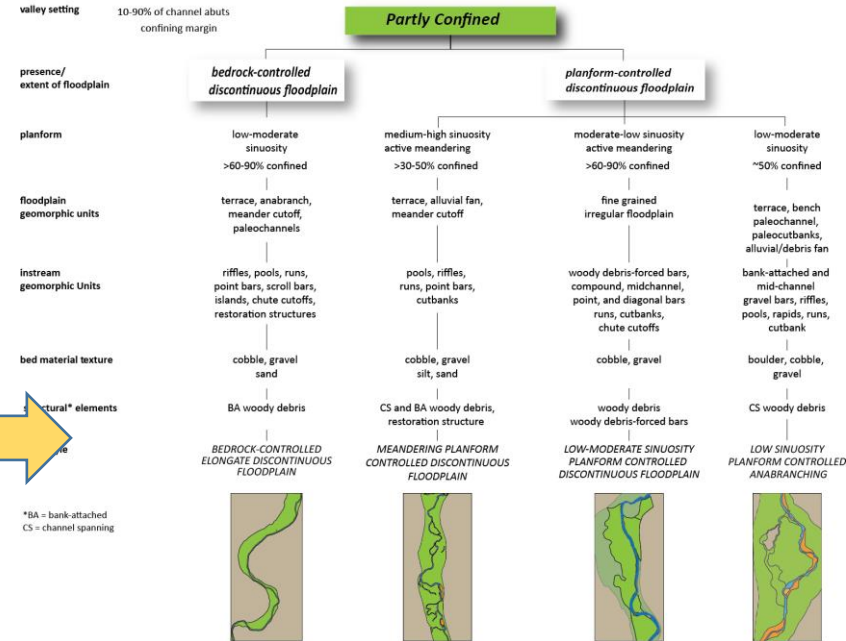 valley setting
10-90% of channel abuts
confining margin
Partly Confined
presence/
extent of floodplain
bedrock-controlled
discontinuous floodplain
planform-controlled
discontinuous floodplain
planform
low-moderate
sinuosity
>60-90% confined
medium-high sinuosity
active meandering
>30-50% confined
moderate-low sinuosity
active meandering
>60-90% confined
low-moderate
sinuosity
~50% confined
floodplain
geomorphic units
terrace, anabranch,
meander cutoff,
paleochannels
terrace, alluvial fan,
meander cutoff
fine grained
irregular floodplain
terrace, bench
paleochannel,
paleocutbanks,
alluvial/debris fan
instream
geomorphic Units
riffles, pools, runs,
point bars, scroll bars,
islands, chute cutoffs,
restoration structures
pools, riffles,
runs, point bars,
cutbanks
woody debris-forced bars,
compound, midchannel,
point, and diagonal bars
runs, cutbanks,
chute cutoffs
bank-attached and
mid-channel
gravel bars, riffles,
pools, rapids, runs,
cutbank
bed material texture
cobble, gravel
sand
cobble, gravel
silt, sand
cobble, gravel
boulder, cobble,
gravel
elements
BA woody debris
CS and BA woody debris,
restoration structure
woody debris
woody debris-forced bars
CS woody debris
BEDROCK-CONTROLLED
ELONGATE DISCONTINUOUS
FLOODPLAIN
MEANDERING PLANFORM
CONTROLLED DISCONTINUOUS
FLOODPLAIN
LOW-MODERATE SINUOSITY
PLANFORM CONTROLLED
DISCONTINUOUS FLOODPLAIN
LOW SINUOSITY
PLANFORM CONTROLLED
ANABRANCHING
*BA = bank-attached
CS = channel spanning